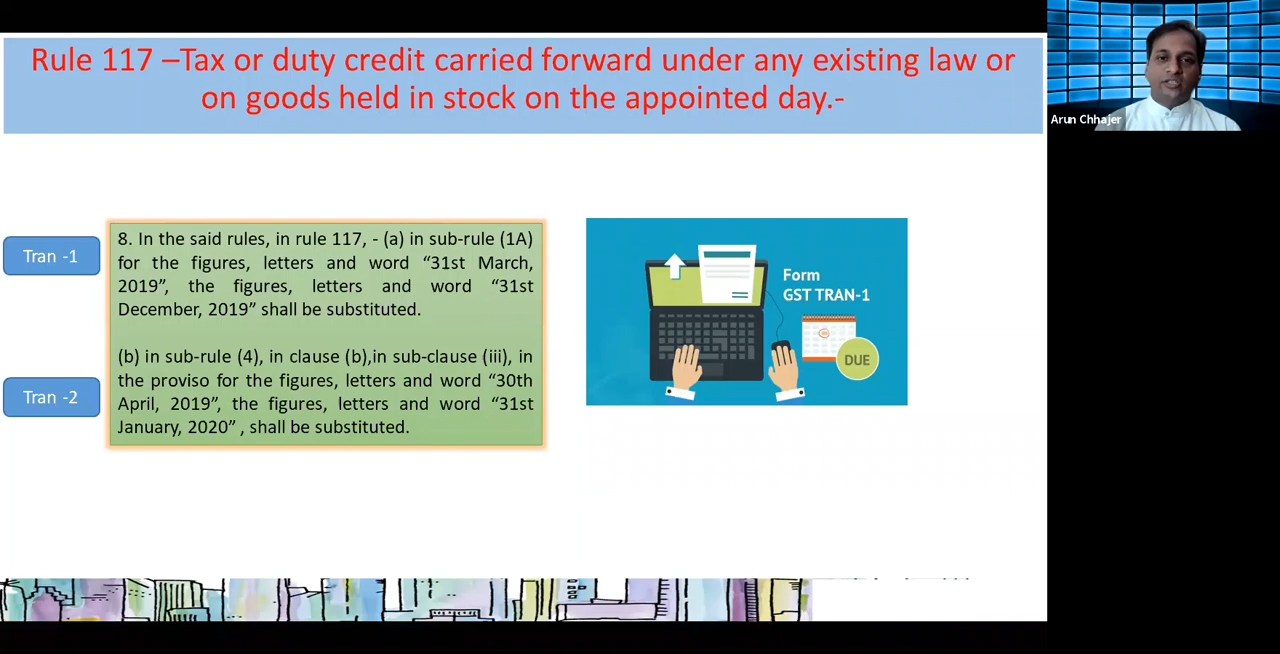 Rule 117 –Tax or duty credit carried forward under any existing law or
on goods held in stock on the appointed day.-
Arun Chhajer
Tran -1
8. In the said rules, in rule 117, - (a) in sub-rule (1A)
for the figures, letters and word “31st March,
2019”, the figures, letters and word “31st
December, 2019” shall be substituted.
(b) in sub-rule (4), in clause (b),in sub-clause (iii), in
the proviso for the figures, letters and word “30th
April, 2019”, the figures, letters and word “31st
January, 2020” , shall be substituted.
Tran -2
Form
GST TRAN-1
DUE